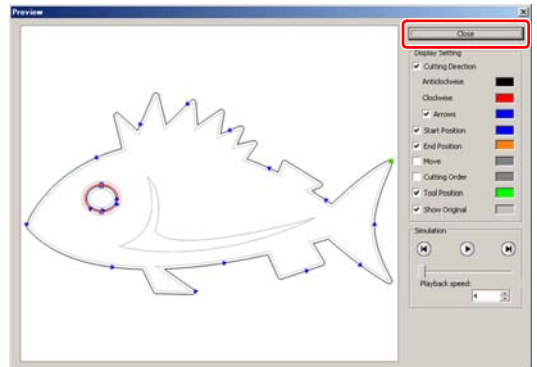 Preview
Close
Display Setting
Cutting Direction
Anticlockwise
Clockwise
Arrows
Start Position
End Position
Move
Cutting Order
Tool Position
Show Original
Simulation
Playback speed:
4